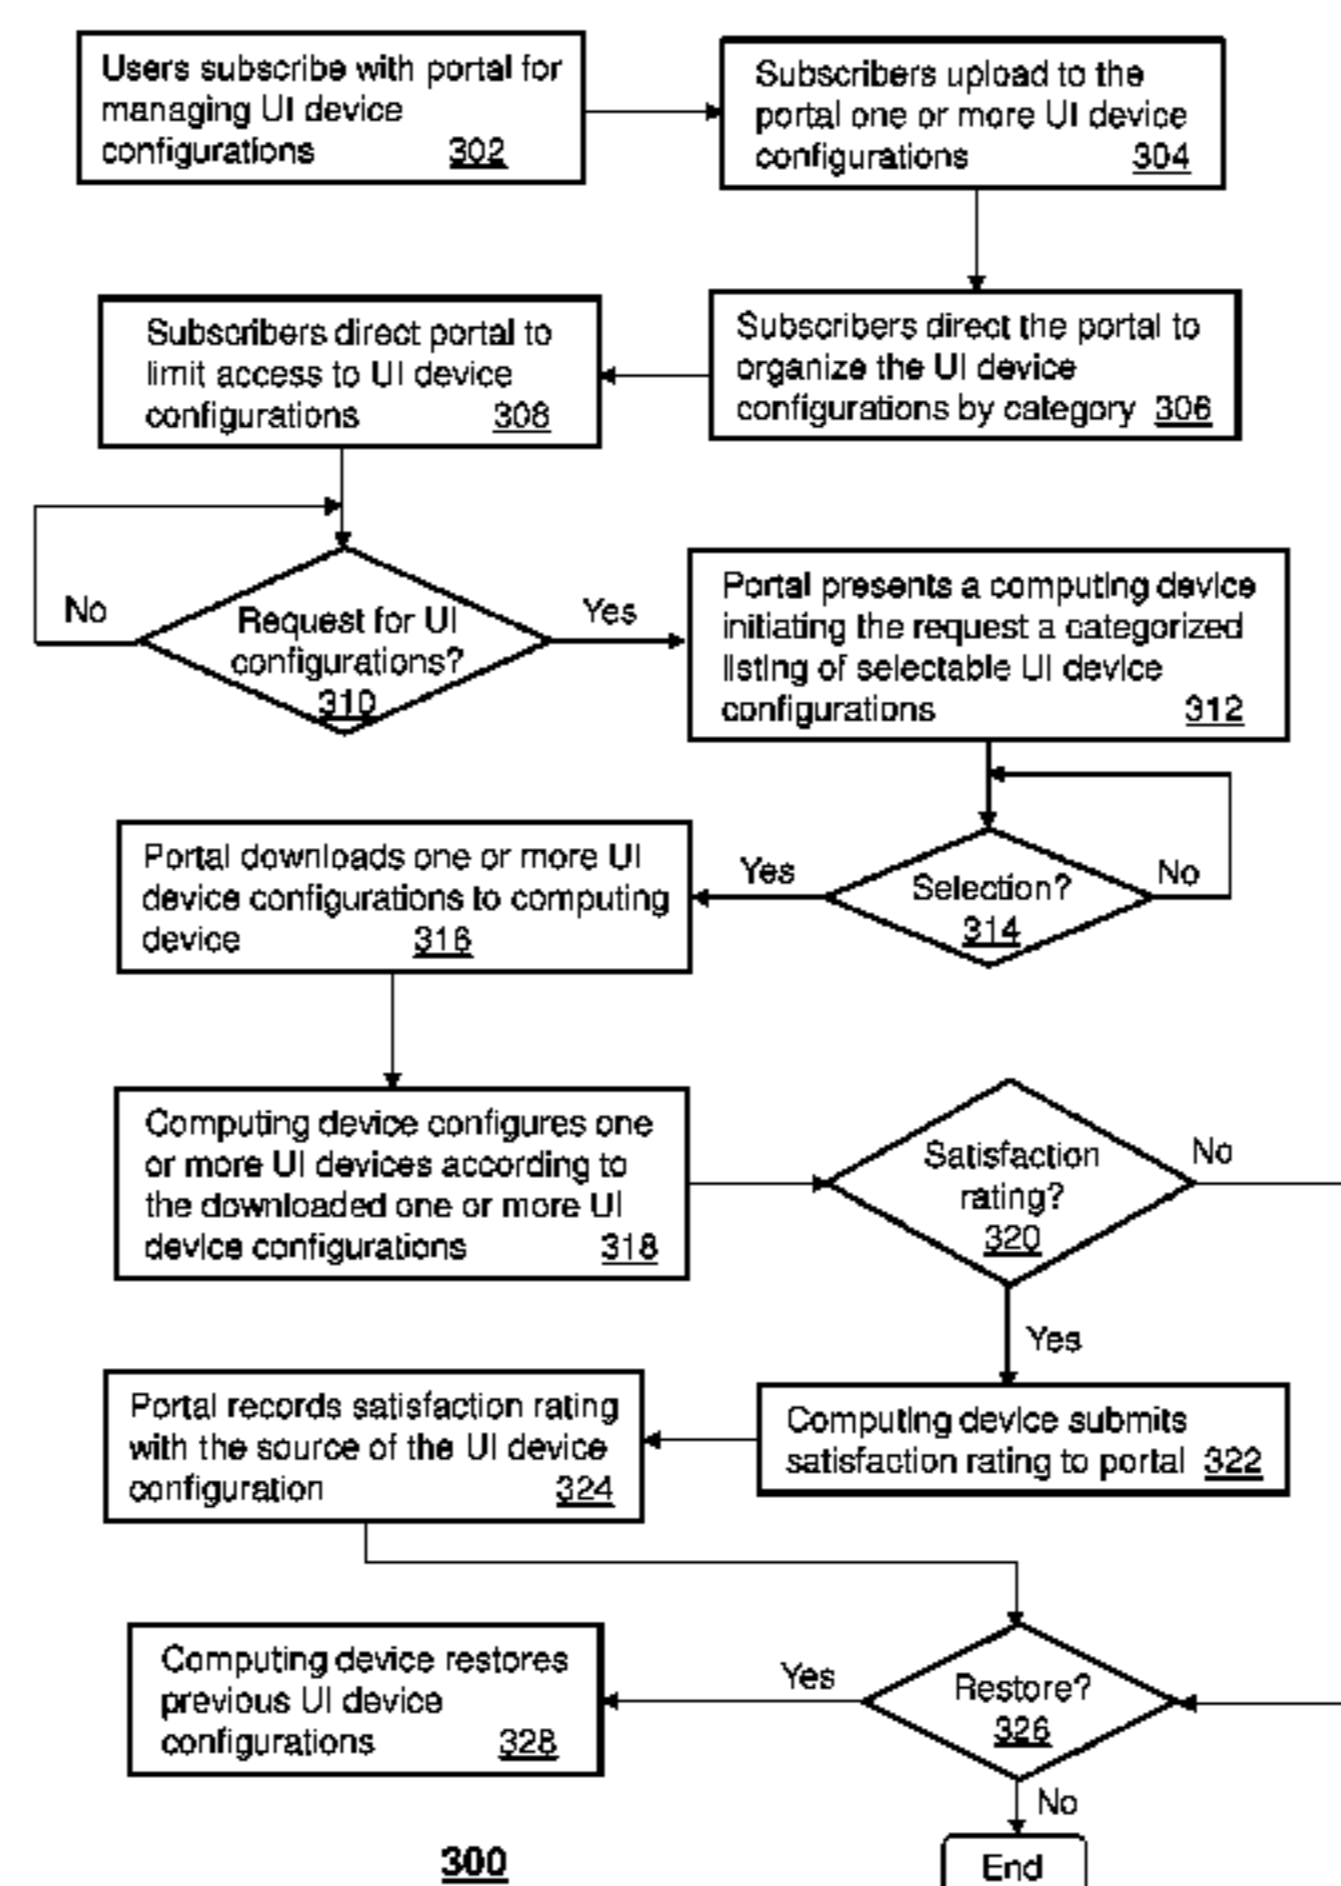 Users subscribe with portal for
managing UI device
configurations 302
Subscribers upload to the
portal one or more UI device
configurations 304
Subscribers direct portal to
limit access to UI device
configurations 308
Subscribers direct the portal to
organize the UI device
configurations by category 306
No
Request for UI
configurations?
310
Yes
Portal presents a computing device
initiating the request a categorized
listing of selectable UI device
configurations 312
Portal downloads one or more UI
device configurations to computing
device 316
Yes
Selection?
314
No
Computing device configures one
or more UI devices according to
the downloaded one or more UI
device configurations 318
Satisfaction
rating?
320
No
Yes
Portal records satisfaction rating
with the source of the UI device
configuration 324
Computing device submits
satisfaction rating to portal 322
Computing device restores
previous UI device
configurations 328
Yes
Restore?
326
No
300
End